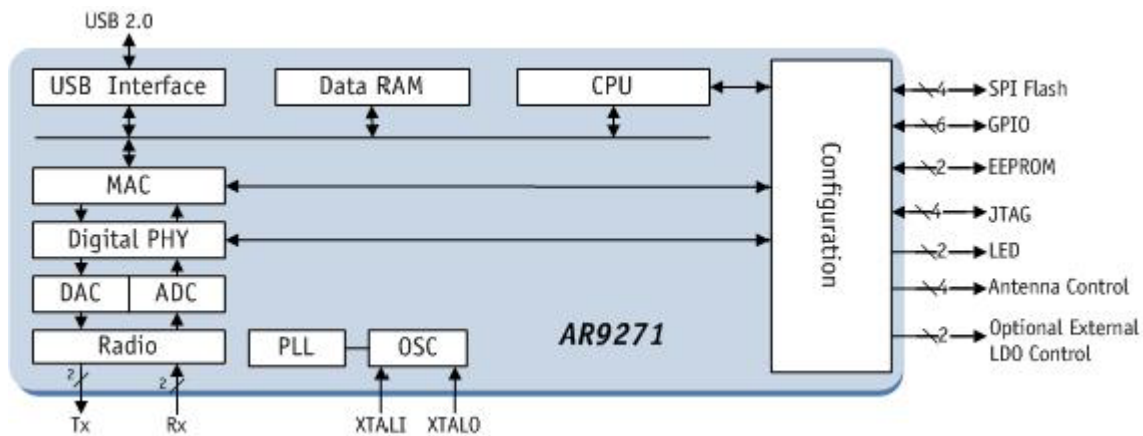 USB 2.0
USB Interface
Data RAM
CPU
MAC
Digital PHY
DAC
ADC
Radio
PLL
OSC
AR9271
Configuration
4 SPI Flash
6 GPIO
2 EEPROM
4 JTAG
2 LED
4 Antenna Control
2 Optional External
LDO Control
2
2
Tx
Rx
XTALI
XTALO